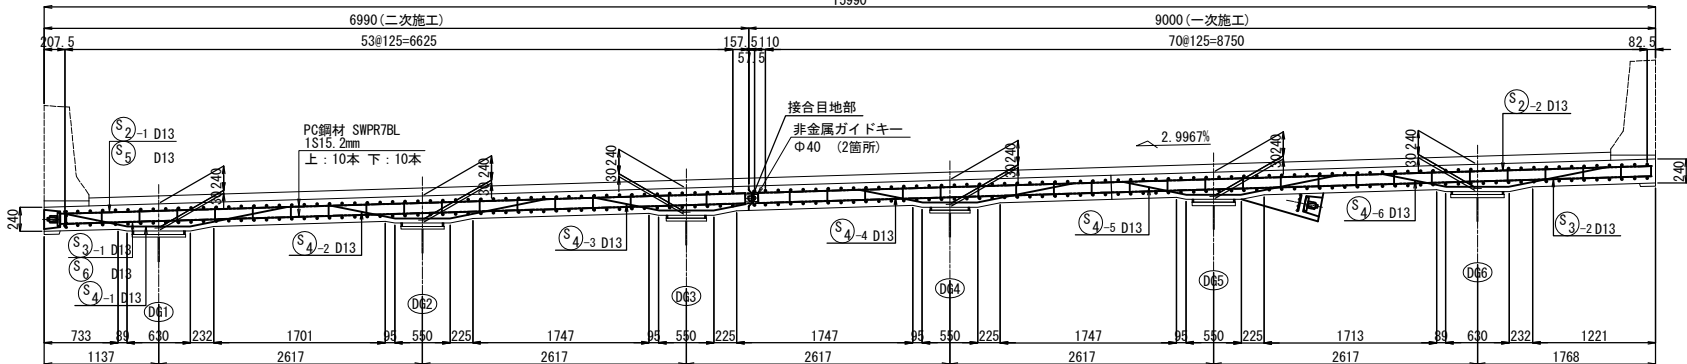 15990
6990(二次施工)
9000(一次施工)
207.5
53@125=6625
157.5
110
57.5
70@125=8750
82.5
接合目地部
非金属ガイドキー
Φ40 (2箇所)
PC鋼材 SWPR7BL
1S15.2mm
上:10本 下:10本
S2-1 D13
S5 D13
S2-2 D13
2.9967%
30 240
30 240
30 240
30 240
30 240
30 240
240
240
S3-1 D13
S6 D13
S4-1 D13
S4-2 D13
S4-3 D13
S4-4 D13
S4-5 D13
S4-6 D13
S3-2 D13
DG1
DG2
DG3
DG4
DG5
DG6
733 89 630 232 1701 95 550 225 1747 95 550 225 1747 95 550 225 1747 95 550 225 1713 89 630 232 1221
1137 2617 2617 2617 2617 2617 1768